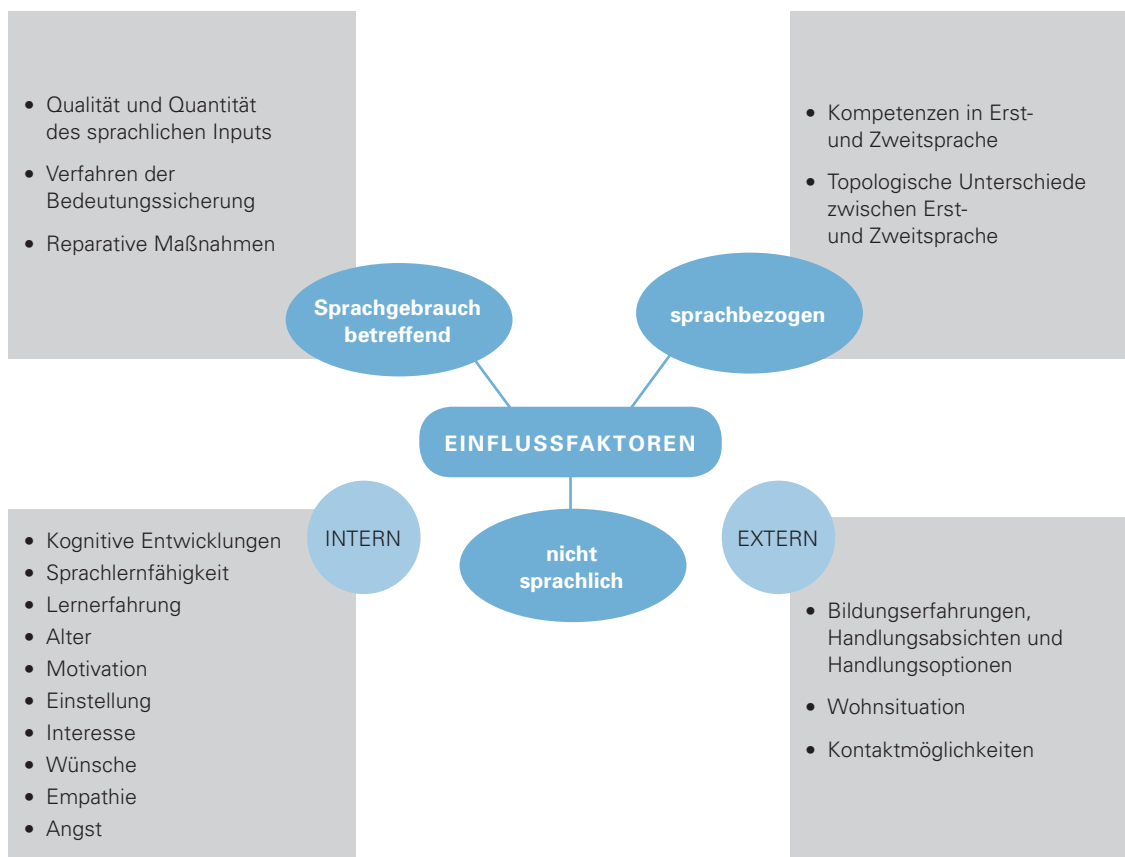 • Qualität und Quantität
des sprachlichen Inputs
• Verfahren der
Bedeutungssicherung
• Reparative Maßnahmen
• Kompetenzen in Erst-
und Zweitsprache
• Topologische Unterschiede
zwischen Erst-
und Zweitsprache
Sprachgebrauch
betreffend
sprachbezogen
EINFLUSSFAKTOREN
INTERN
nicht
sprachlich
EXTERN
• Kognitive Entwicklungen
• Sprachlernfähigkeit
• Lernerfahrung
• Alter
• Motivation
• Einstellung
• Interesse
• Wünsche
• Empathie
• Angst
• Bildungserfahrungen,
Handlungsabsichten und
Handlungsoptionen
• Wohnsituation
• Kontaktmöglichkeiten